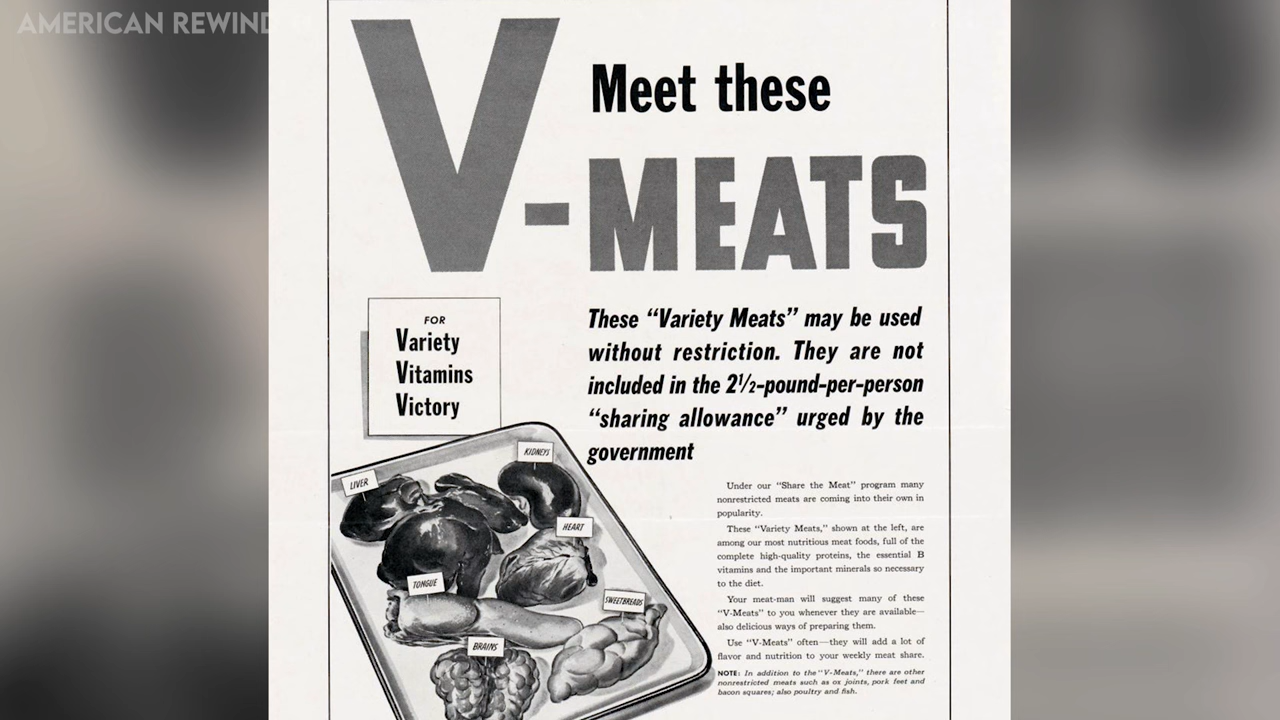 AMERICAN REWIND
Meet these
V-MEATS
FOR
Variety
Vitamins
Victory
These “Variety Meats” may be used
without restriction. They are not
included in the 2½-pound-per-person
“sharing allowance” urged by the
government
KIDNEYS
LIVER
HEART
TONGUE
SWEETBREADS
BRAINS
Under our “Share the Meat” program many
nonrestricted meats are coming into their own in
popularity.
These “Variety Meats,” shown at the left, are
among our most nutritious meat foods, full of the
complete high-quality proteins, the essential B
vitamins and the important minerals so necessary
to the diet.
Your meat-man will suggest many of these
“V-Meats” to you whenever they are available—
also delicious ways of preparing them.
Use “V-Meats” often—they will add a lot of
flavor and nutrition to your weekly meat share.
NOTE: In addition to the “V-Meats,” there are other
nonrestricted meats such as ox joints, pork feet and
bacon squares; also poultry and fish.